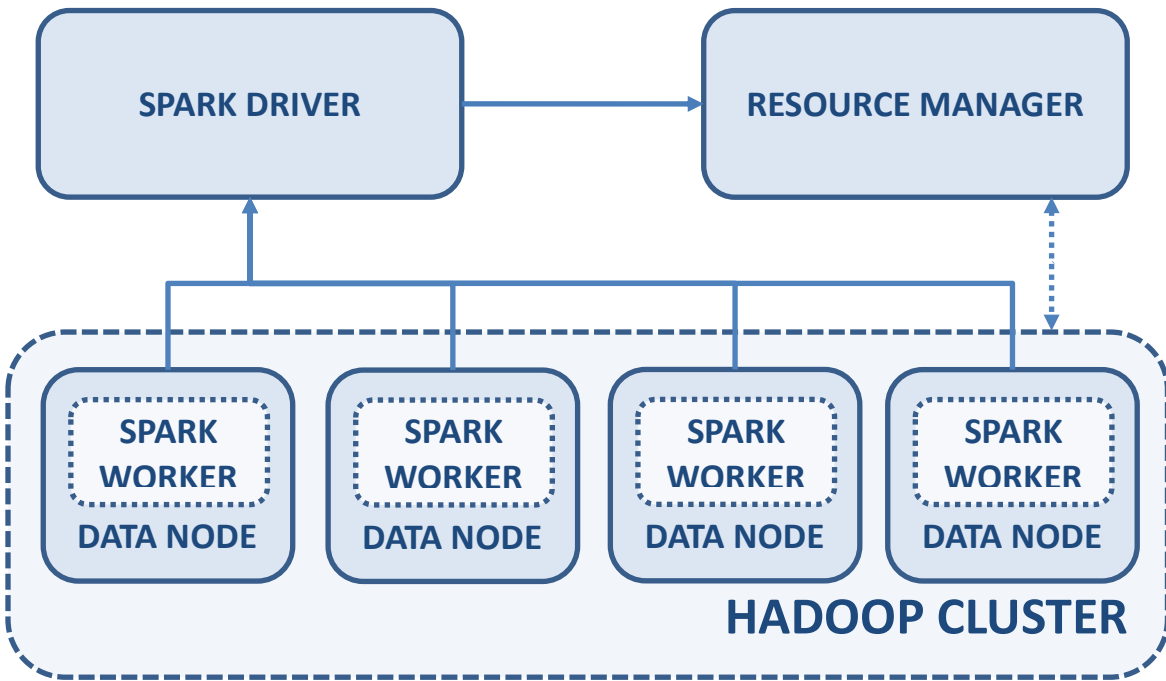 SPARK DRIVER
RESOURCE MANAGER
SPARK
WORKER
DATA NODE
SPARK
WORKER
DATA NODE
SPARK
WORKER
DATA NODE
SPARK
WORKER
DATA NODE
HADOOP CLUSTER